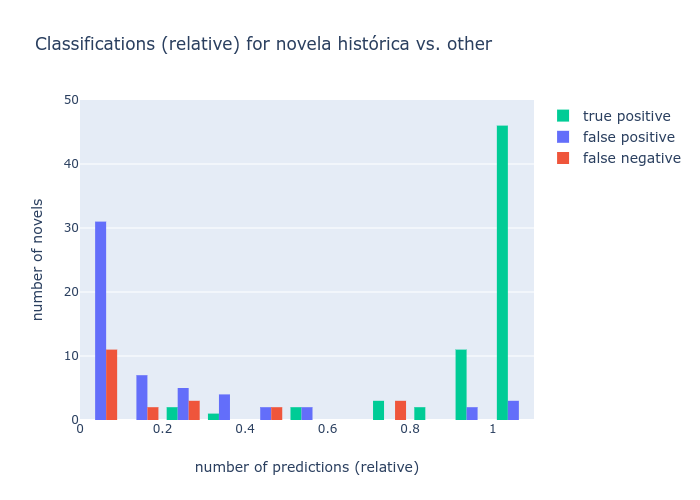 Classifications (relative) for novela histórica vs. other
true positive
false positive
false negative
number of novels
50
40
30
20
10
0
0
0.2
0.4
0.6
0.8
1
number of predictions (relative)